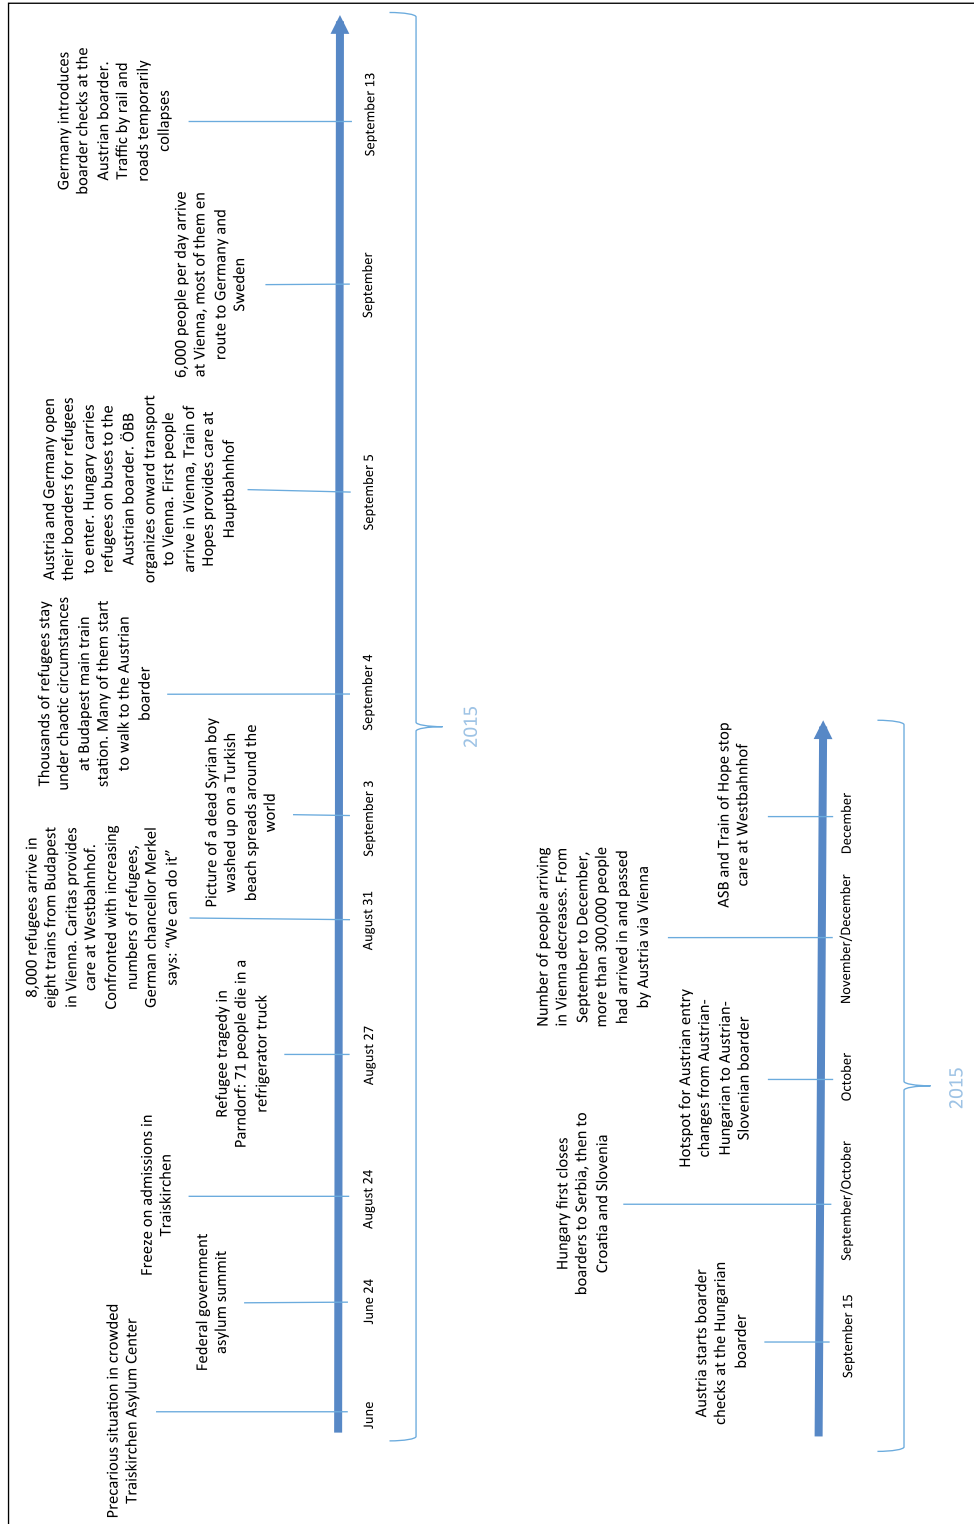 Precarious situation in crowded
Traiskirchen Asylum Center
June
Federal government
asylum summit
June 24
Freeze on admissions in
Traiskirchen
August 24
Refugee tragedy in
Parndorf: 71 people die in a
refrigerator truck
August 27
8,000 refugees arrive in
eight trains from Budapest
in Vienna. Caritas provides
care at Westbahnhof.
Confronted with increasing
numbers of refugees,
German chancellor Merkel
says: “We can do it”
August 31
Picture of a dead Syrian boy
washed up on a Turkish
beach spreads around the
world
September 3
Thousands of refugees stay
under chaotic circumstances
at Budapest main train
station. Many of them start
to walk to the Austrian
boarder
September 4
Austria and Germany open
their boarders for refugees
to enter. Hungary carries
refugees on buses to the
Austrian boarder. ÖBB
organizes onward transport
to Vienna. First people
arrive in Vienna, Train of
Hopes provides care at
Hauptbahnhof
September 5
6,000 people per day arrive
at Vienna, most of them en
route to Germany and
Sweden
September
Germany introduces
boarder checks at the
Austrian boarder.
Traffic by rail and
roads temporarily
collapses
September 13
2015
Austria starts boarder
checks at the Hungarian
boarder
September 15
Hungary first closes
boarders to Serbia, then to
Croatia and Slovenia
September/October
Hotspot for Austrian entry
changes from Austrian-
Hungarian to Austrian-
Slovenian boarder
October
Number of people arriving
in Vienna decreases. From
September to December,
more than 300,000 people
had arrived in and passed
by Austria via Vienna
November/December
ASB and Train of Hope stop
care at Westbahnhof
December
2015